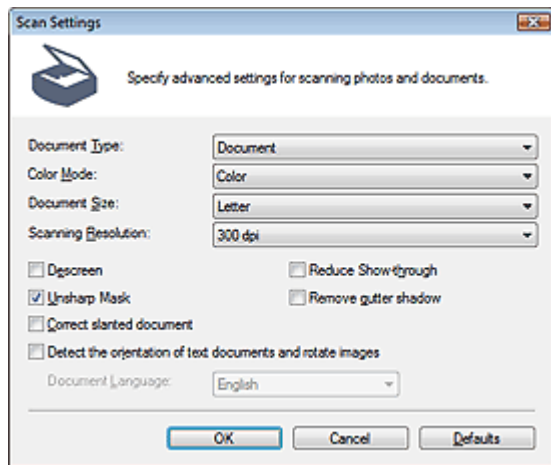 Scan Settings
Specify advanced settings for scanning photos and documents.
Document Type: Document
Color Mode: Color
Document Size: Letter
Scanning Resolution: 300 dpi
Descreen Reduce Show-through
Unsharp Mask Remove gutter shadow
Correct slanted document
Detect the orientation of text documents and rotate images
Document Language: English
OK Cancel Defaults